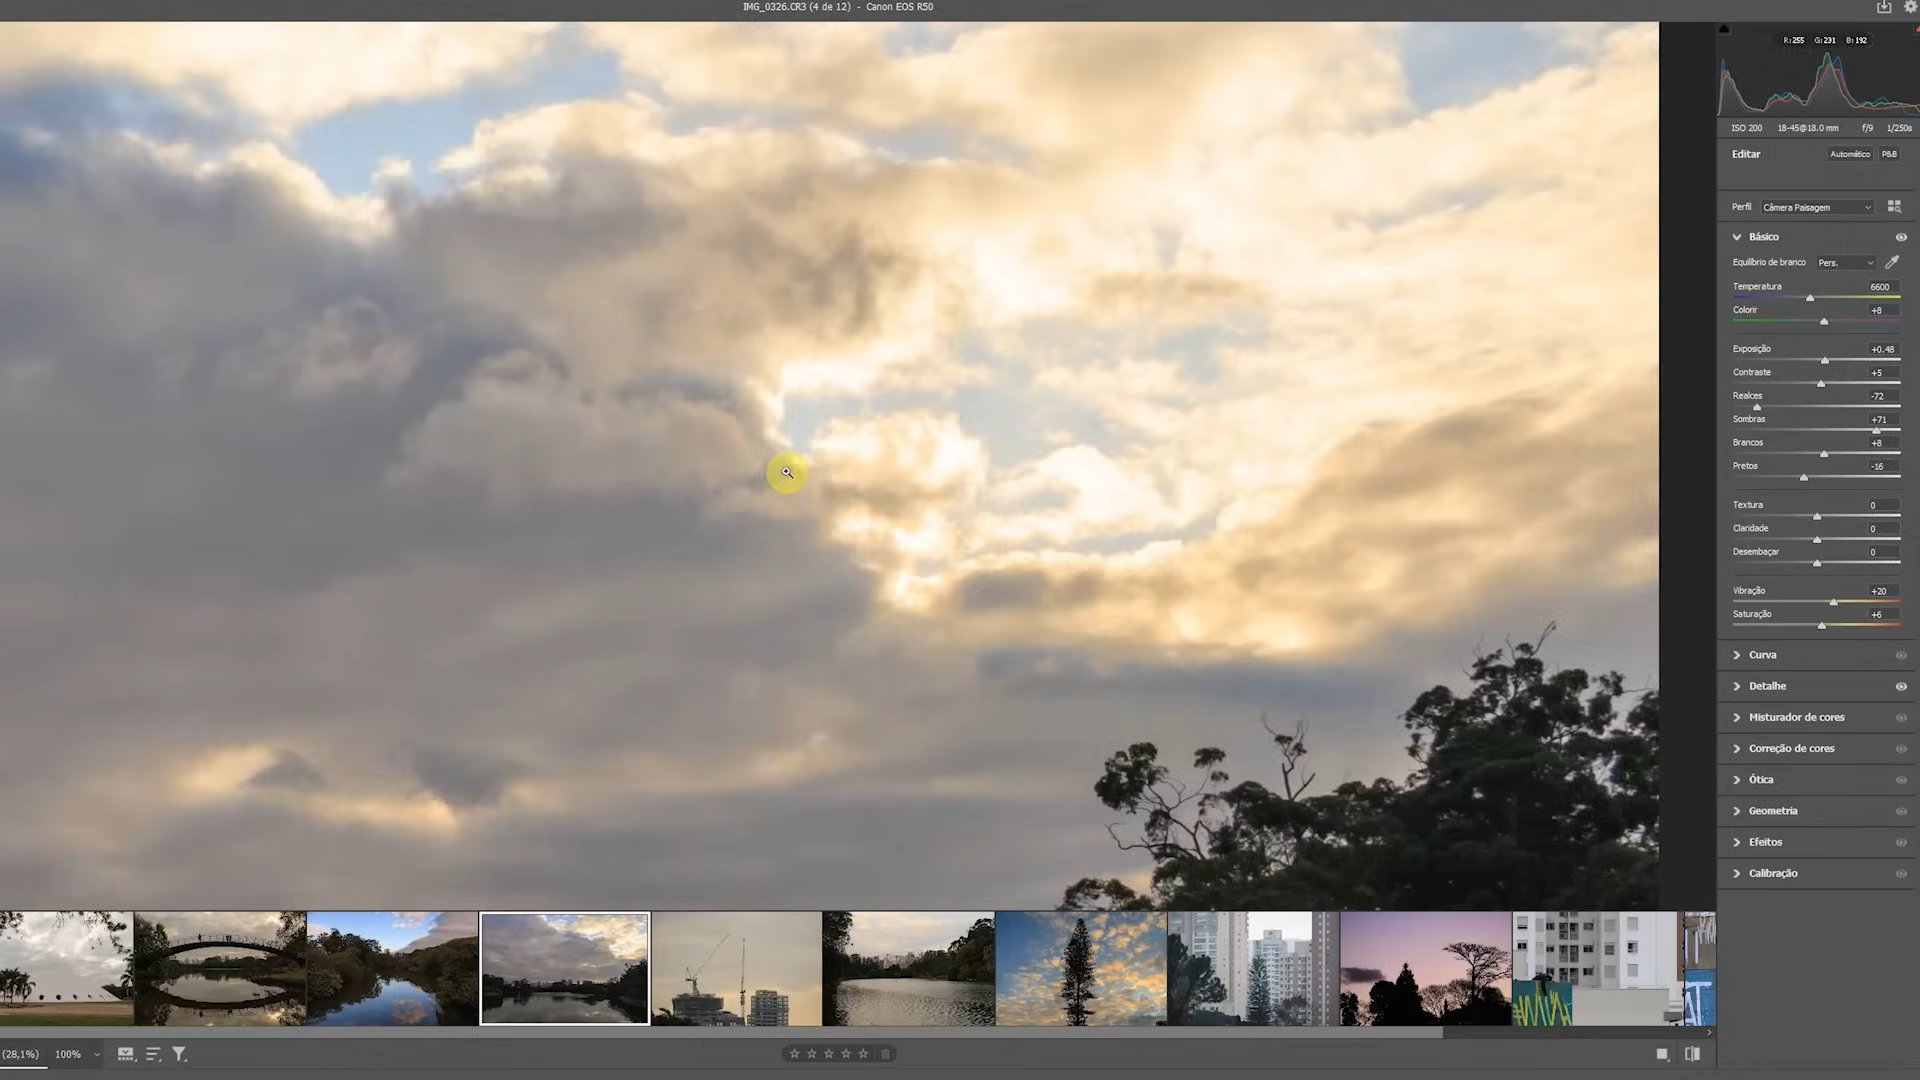 IMG_0326.CR3 (4 de 12) - Canon EOS R50
R:255 G:231 B:192
ISO 200 18-45@18.0 mm f/9 1/250s
Editar Automático P&B
Perfil Câmera Paisagem
Básico
Equilíbrio de branco Pers.
Temperatura 6600
Colorir +8
Exposição +0.48
Contraste +5
Realces -72
Sombras +71
Brancos +8
Pretos -16
Textura 0
Claridade 0
Desembaçar 0
Vibração +20
Saturação +6
Curva
Detalhe
Misturador de cores
Correção de cores
Ótica
Geometria
Efeitos
Calibração
(28,1%) 100%